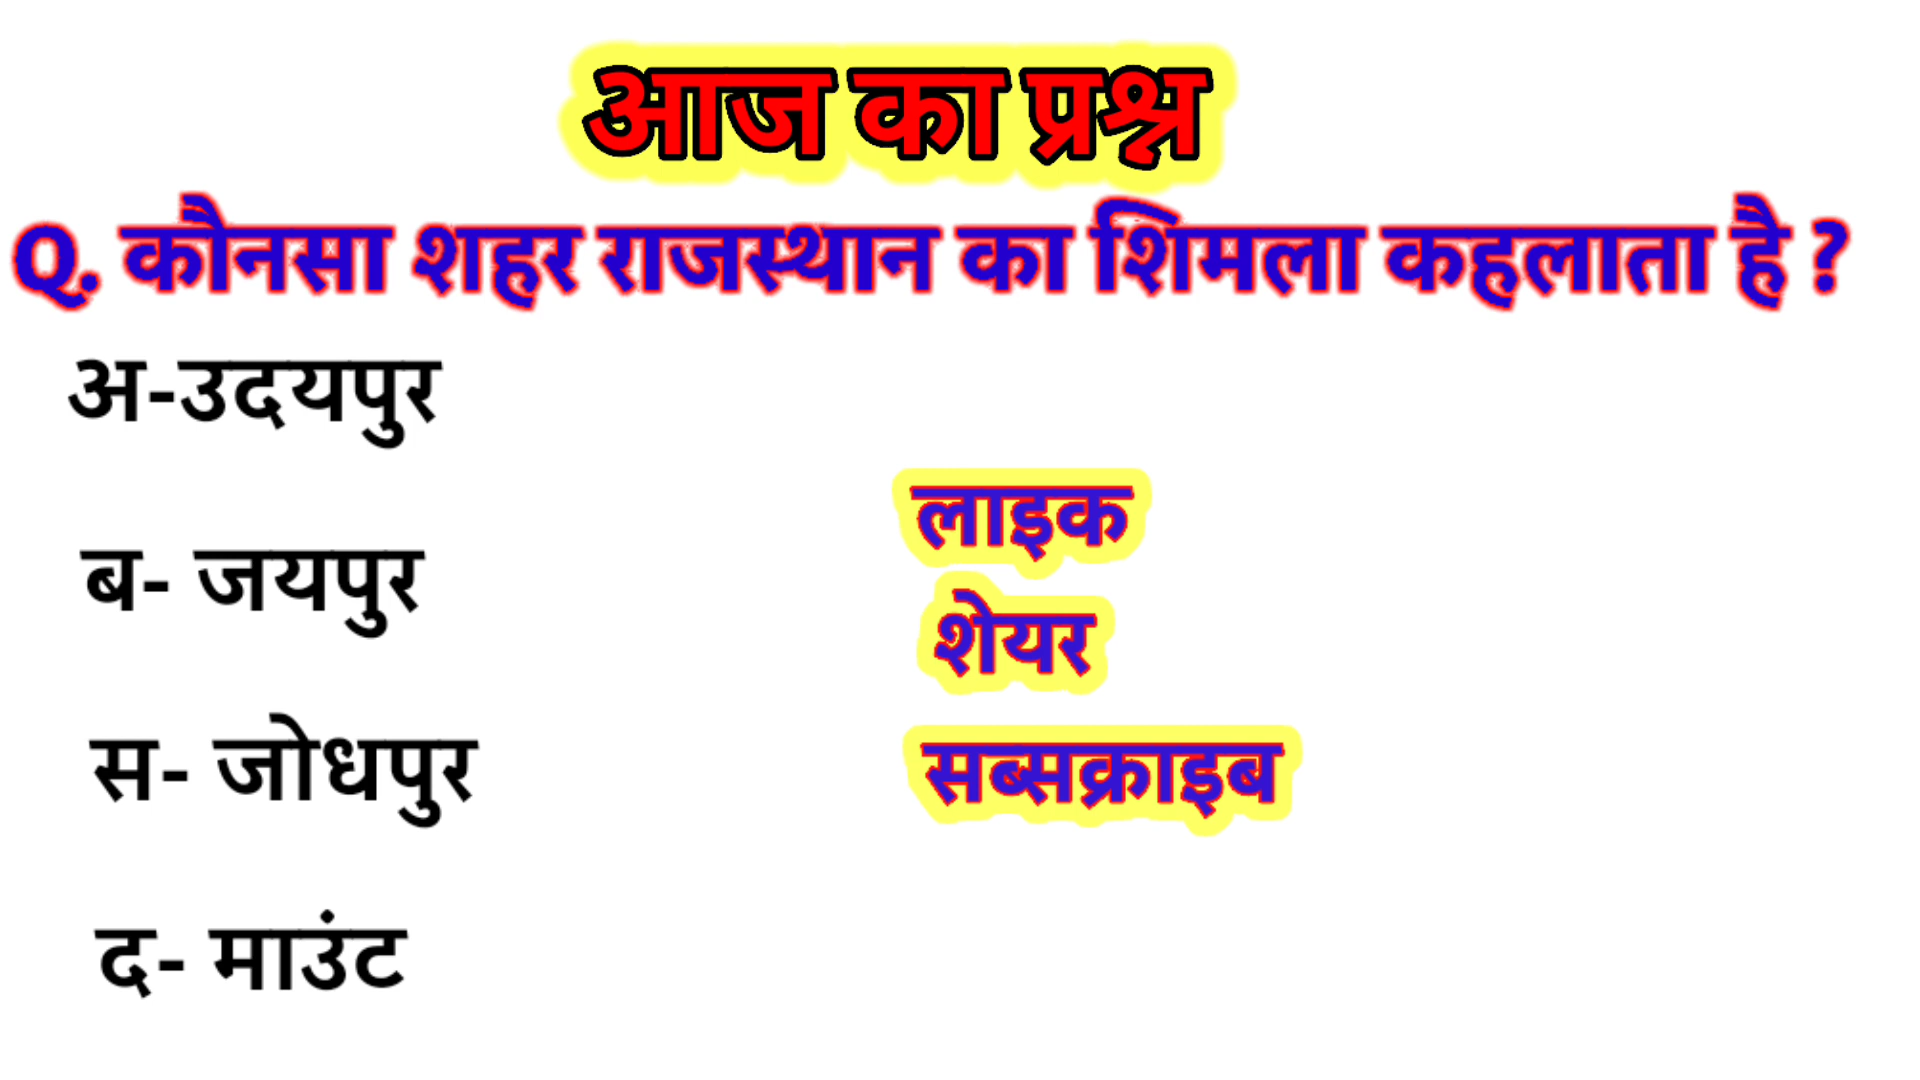 आज का प्रश्न
Q. कौनसा शहर राजस्थान का शिमला कहलाता है ?
अ-उदयपुर
ब- जयपुर
स- जोधपुर
द- माउंट
लाइक
शेयर
सब्सक्राइब